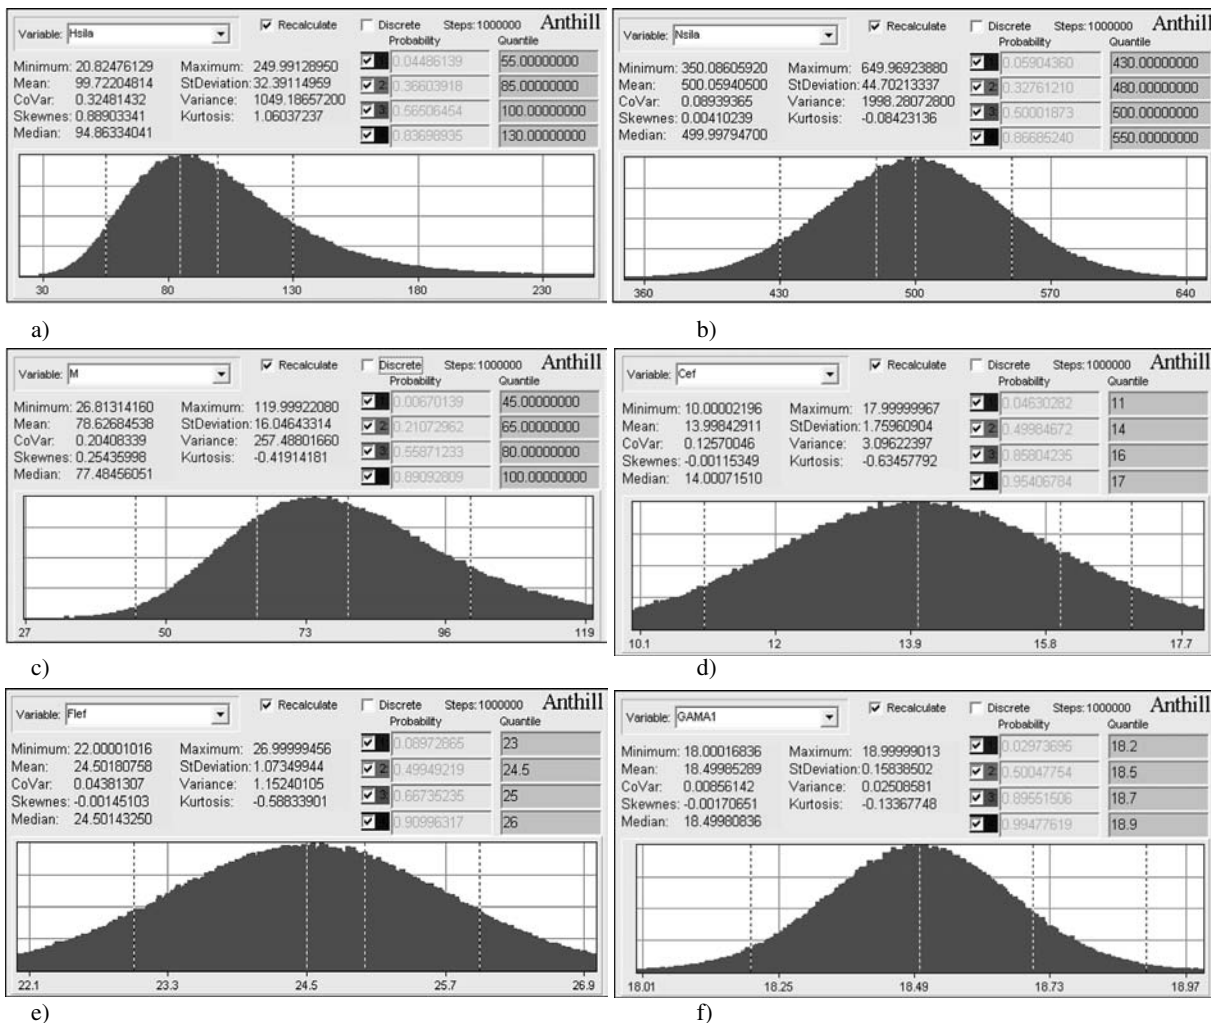 Variable: Hsila Recalculate Discrete Steps:1000000 Anthill
Probability Quantile
Minimum: 20.82476129 Maximum: 249.99128950 1 0.04486139 55.00000000
Mean: 99.72204814 StDeviation: 32.39114959 2 0.36603918 85.00000000
CoVar: 0.32481432 Variance: 1049.18657200 3 0.56506454 100.00000000
Skewnes: 0.88903341 Kurtosis: 1.06037237 0.83698935 130.00000000
Median: 94.86334041
30 80 130 180 230
a)
Variable: Nsila Recalculate Discrete Steps:1000000 Anthill
Probability Quantile
Minimum: 350.08605920 Maximum: 649.96923880 0.05904360 430.00000000
Mean: 500.05940500 StDeviation: 44.70213337 2 0.32761210 480.00000000
CoVar: 0.08939365 Variance: 1998.28072800 3 0.50001873 500.00000000
Skewnes: 0.00410239 Kurtosis: -0.08423136 0.86685240 550.00000000
Median: 499.99794700
360 430 500 570 640
b)
Variable: M Recalculate Discrete Steps:1000000 Anthill
Probability Quantile
Minimum: 26.81314160 Maximum: 119.99922080 0.00670139 45.00000000
Mean: 78.62684538 StDeviation: 16.04643314 2 0.21072962 65.00000000
CoVar: 0.20408339 Variance: 257.48801660 3 0.55871233 80.00000000
Skewnes: 0.25435998 Kurtosis: -0.41914181 0.89092809 100.00000000
Median: 77.48456051
27 50 73 96 119
c)
Variable: Cef Recalculate Discrete Steps:1000000 Anthill
Probability Quantile
Minimum: 10.00002196 Maximum: 17.99999967 0.04630282 11
Mean: 13.99842911 StDeviation: 1.75960904 2 0.49984672 14
CoVar: 0.12570046 Variance: 3.09622397 3 0.85804235 16
Skewnes: -0.00115349 Kurtosis: -0.63457792 0.95406784 17
Median: 14.00071510
10.1 12 13.9 15.8 17.7
d)
Variable: Flef Recalculate Discrete Steps:1000000 Anthill
Probability Quantile
Minimum: 22.00001016 Maximum: 26.99999456 0.08972865 23
Mean: 24.50180758 StDeviation: 1.07349944 2 0.49949219 24.5
CoVar: 0.04381307 Variance: 1.15240105 3 0.66735235 25
Skewnes: -0.00145103 Kurtosis: -0.58833901 0.90996317 26
Median: 24.50143250
22.1 23.3 24.5 25.7 26.9
e)
Variable: GAMA1 Recalculate Discrete Steps:1000000 Anthill
Probability Quantile
Minimum: 18.00016836 Maximum: 18.99999013 0.02973695 18.2
Mean: 18.49985289 StDeviation: 0.15838502 2 0.50047754 18.5
CoVar: 0.00856142 Variance: 0.02508581 3 0.89551506 18.7
Skewnes: -0.00170651 Kurtosis: -0.13367748 0.99477619 18.9
Median: 18.49980836
18.01 18.25 18.49 18.73 18.97
f)